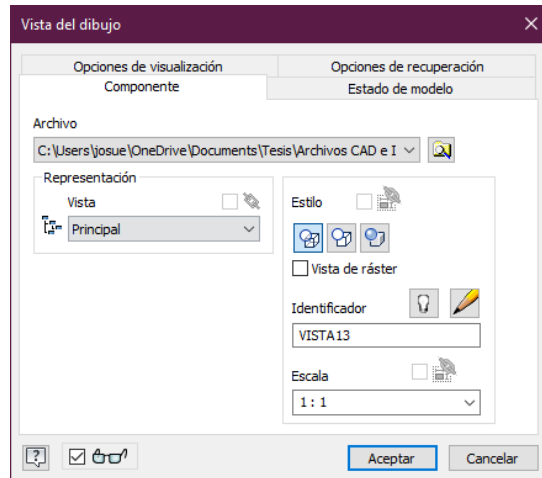 Vista del dibujo
Opciones de visualización
Opciones de recuperación
Componente
Estado de modelo
Archivo
C:\Users\josue\OneDrive\Documents\Tesis\Archivos CAD e I
Representación
Vista
Principal
Estilo
Vista de ráster
Identificador
VISTA13
Escala
1 : 1
?
Aceptar
Cancelar